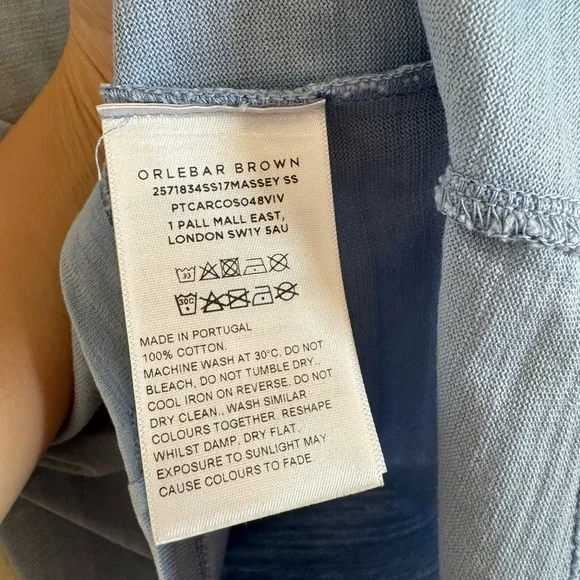 ORLEBAR BROWN
2571834SS17MASSEY SS
PTCARCOS048VIV
1 PALL MALL EAST,
LONDON SW1Y 5AU
30
30C
MADE IN PORTUGAL
100% COTTON.
MACHINE WASH AT 30°C, DO NOT
BLEACH, DO NOT TUMBLE DRY..
COOL IRON ON REVERSE, DO NOT
DRY CLEAN.. WASH SIMILAR
COLOURS TOGETHER. RESHAPE
WHILST DAMP. DRY FLAT.
EXPOSURE TO SUNLIGHT MAY
CAUSE COLOURS TO FADE